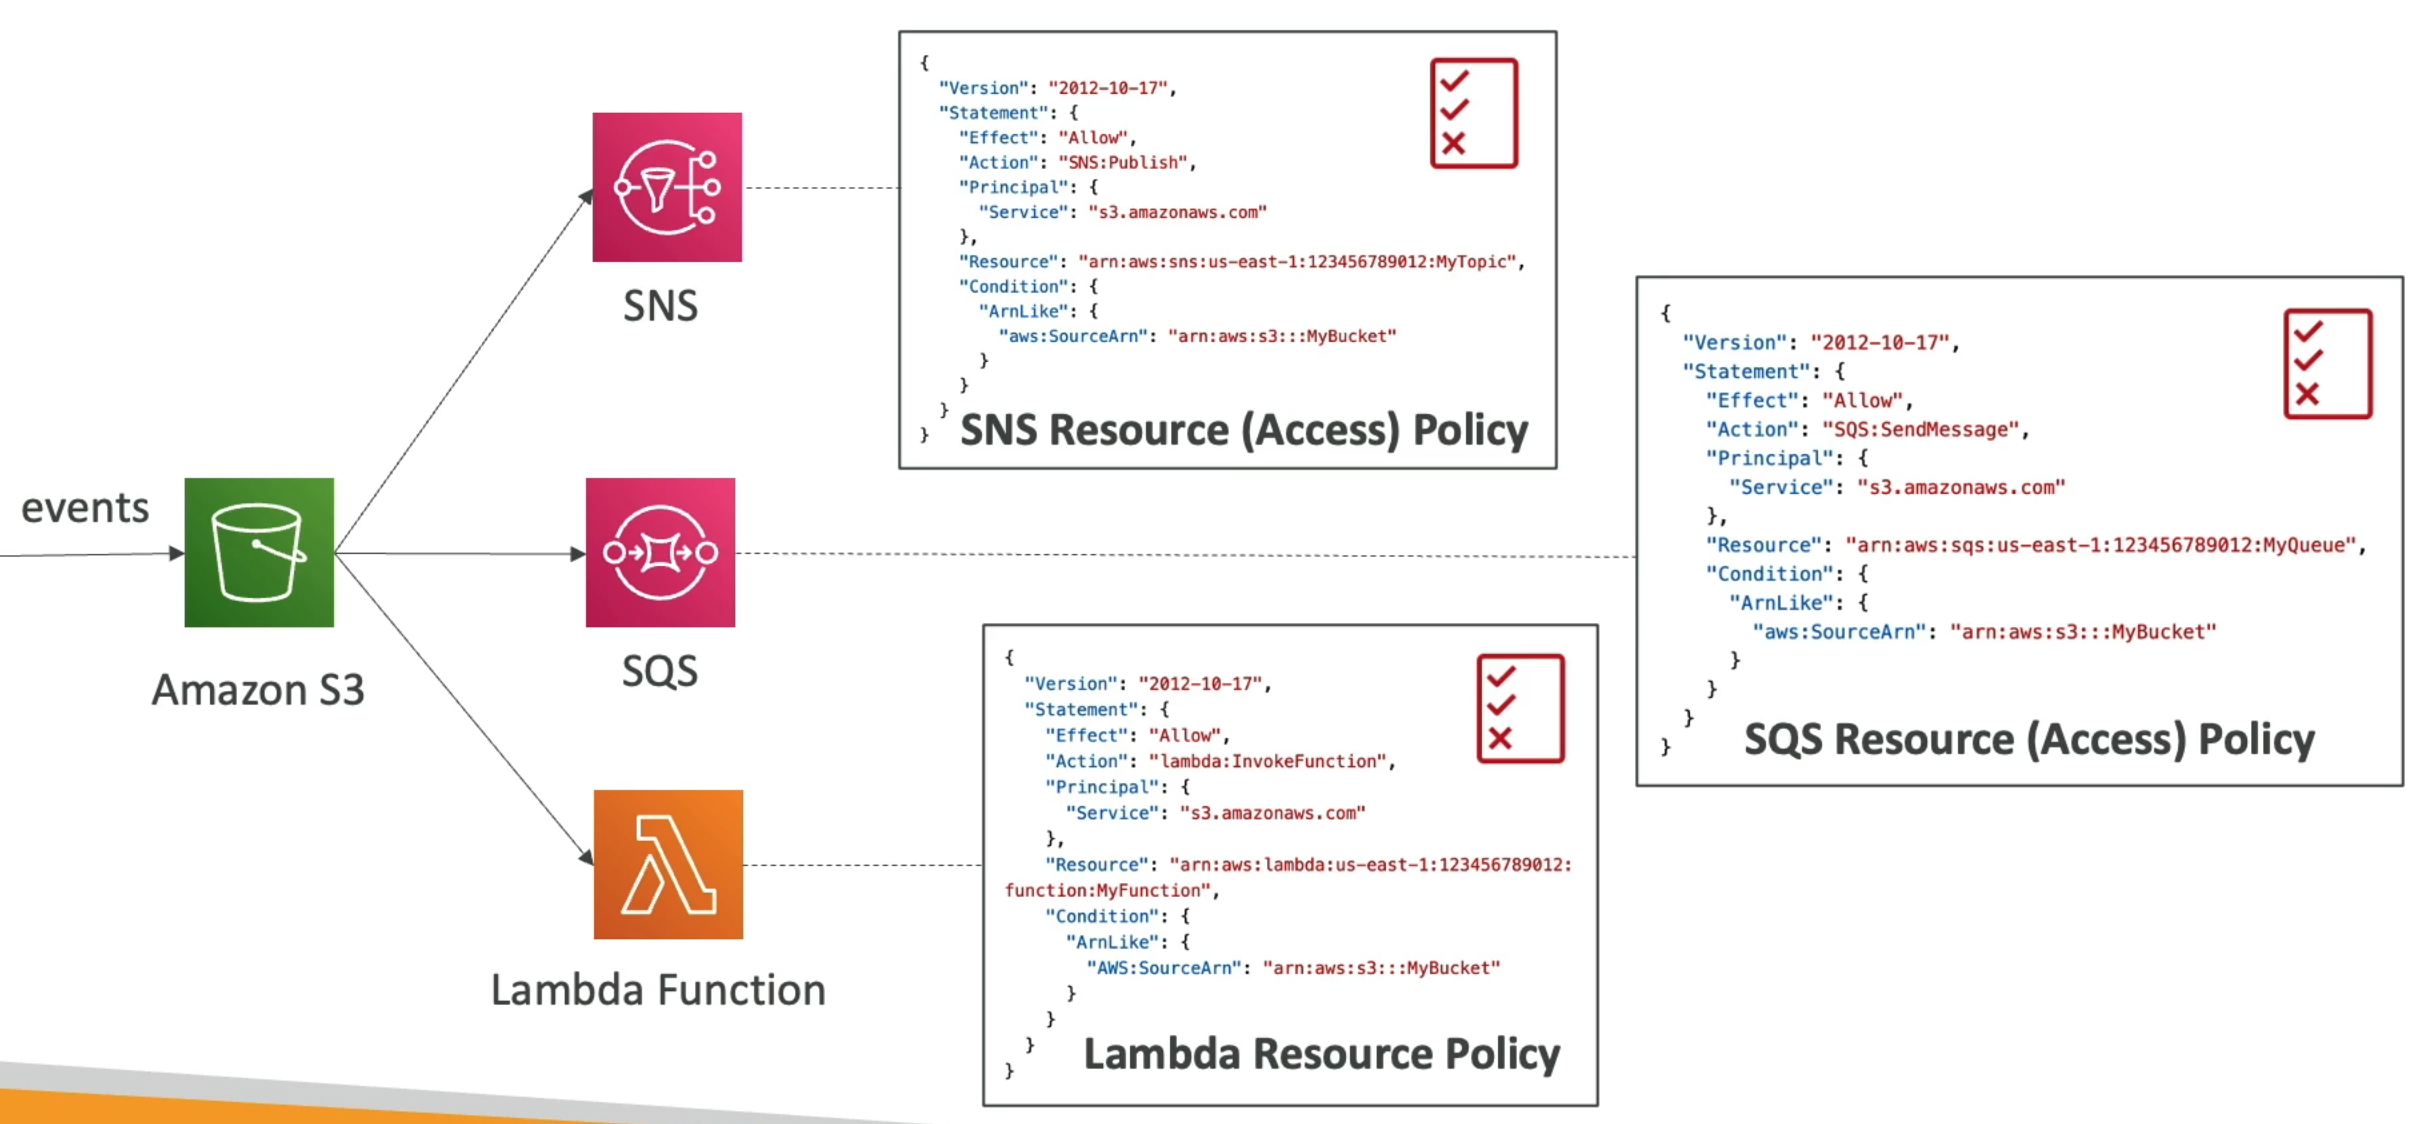 events
Amazon S3
SNS
{
"Version": "2012-10-17",
"Statement": {
"Effect": "Allow",
"Action": "SNS:Publish",
"Principal": {
"Service": "s3.amazonaws.com"
},
"Resource": "arn:aws:sns:us-east-1:123456789012:MyTopic",
"Condition": {
"ArnLike": {
"aws:SourceArn": "arn:aws:s3:::MyBucket"
}
}
}
}
SNS Resource (Access) Policy
SQS
{
"Version": "2012-10-17",
"Statement": {
"Effect": "Allow",
"Action": "SQS:SendMessage",
"Principal": {
"Service": "s3.amazonaws.com"
},
"Resource": "arn:aws:sqs:us-east-1:123456789012:MyQueue",
"Condition": {
"ArnLike": {
"aws:SourceArn": "arn:aws:s3:::MyBucket"
}
}
}
}
SQS Resource (Access) Policy
Lambda Function
{
"Version": "2012-10-17",
"Statement": {
"Effect": "Allow",
"Action": "lambda:InvokeFunction",
"Principal": {
"Service": "s3.amazonaws.com"
},
"Resource": "arn:aws:lambda:us-east-1:123456789012:
function:MyFunction",
"Condition": {
"ArnLike": {
"AWS:SourceArn": "arn:aws:s3:::MyBucket"
}
}
}
}
Lambda Resource Policy